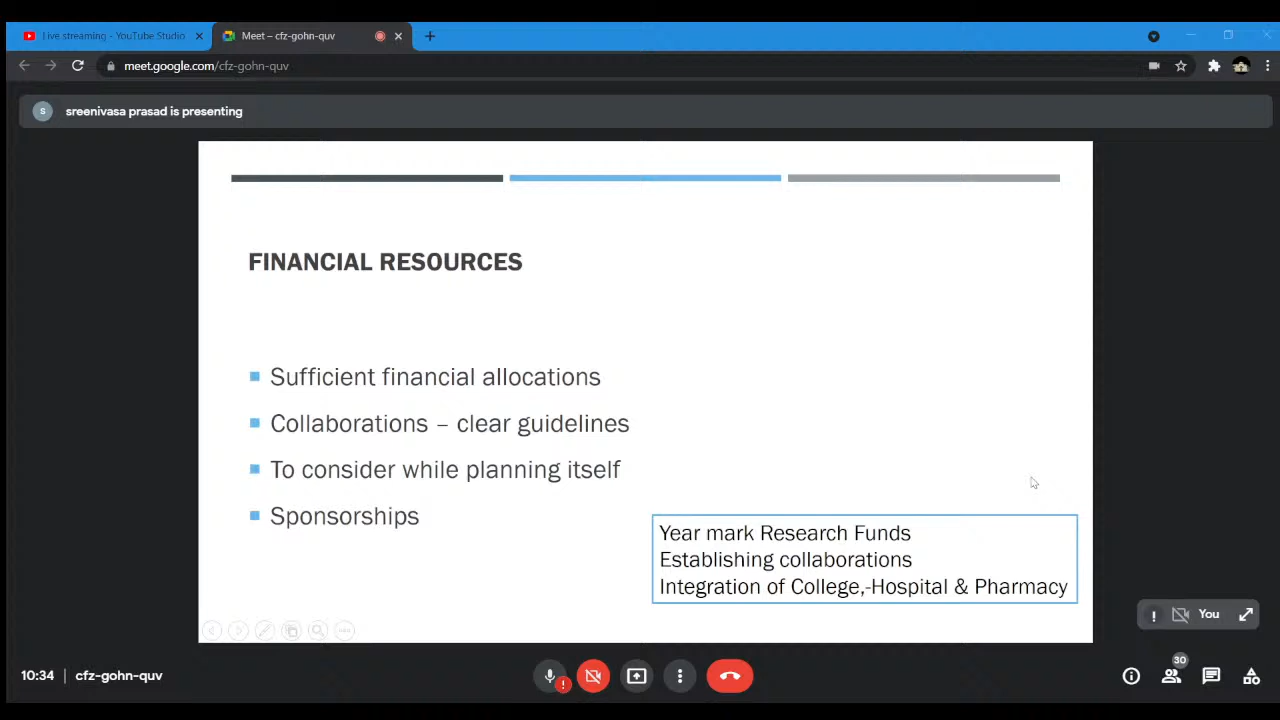 Live streaming - YouTube Studio
Meet – cfz-gohn-quv
meet.google.com/cfz-gohn-quv
S
sreenivasa prasad is presenting
FINANCIAL RESOURCES
Sufficient financial allocations
Collaborations – clear guidelines
To consider while planning itself
Sponsorships
Year mark Research Funds
Establishing collaborations
Integration of College,-Hospital & Pharmacy
You
10:34 | cfz-gohn-quv
30